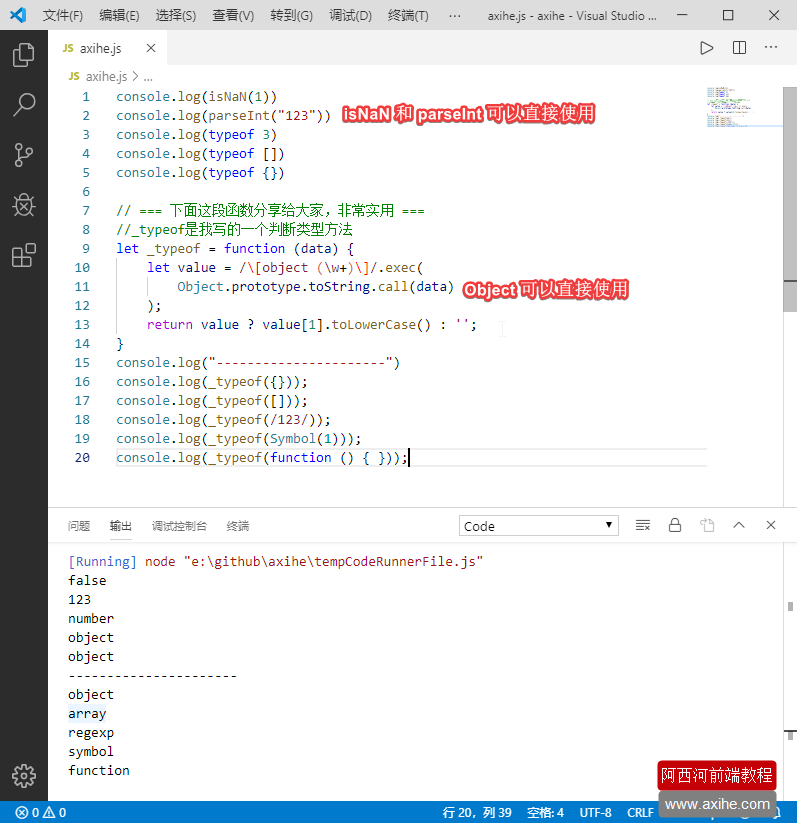 文件(F) 编辑(E) 选择(S) 查看(V) 转到(G) 调试(D) 终端(T) ··· axihe.js - axihe - Visual Studio ...
JS axihe.js
JS axihe.js > ...
1 console.log(isNaN(1))
2 console.log(parseInt("123")) isNaN 和 parseInt 可以直接使用
3 console.log(typeof 3)
4 console.log(typeof [])
5 console.log(typeof {})
6
7 // === 下面这段函数分享给大家，非常实用 ===
8 //_typeof是我写的一个判断类型方法
9 let _typeof = function (data) {
10 let value = /\[object (\w+)\]/.exec(
11 Object.prototype.toString.call(data) Object 可以直接使用
12 );
13 return value ? value[1].toLowerCase() : '';
14 }
15 console.log("----------------------")
16 console.log(_typeof({}));
17 console.log(_typeof([]));
18 console.log(_typeof(/123/));
19 console.log(_typeof(Symbol(1)));
20 console.log(_typeof(function () { }));
问题 输出 调试控制台 终端 Code
[Running] node "e:\github\axihe\tempCodeRunnerFile.js"
false
123
number
object
object
----------------------
object
array
regexp
symbol
function
阿西河前端教程
www.axihe.com
0 0 行 20，列 39 空格: 4 UTF-8 CRLF